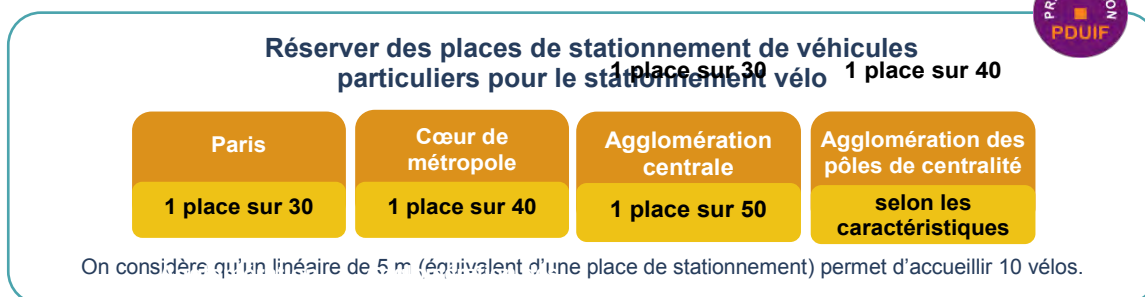 PDUIF
Réserver des places de stationnement de véhicules
particuliers pour le stationnement vélo
1 place sur 30
1 place sur 40
Paris
Cœur de
métropole
Agglomération
centrale
Agglomération des
pôles de centralité
1 place sur 30
1 place sur 40
1 place sur 50
selon les
caractéristiques
On considère qu'un linéaire de 5 m (équivalent d'une place de stationnement) permet d'accueillir 10 vélos.